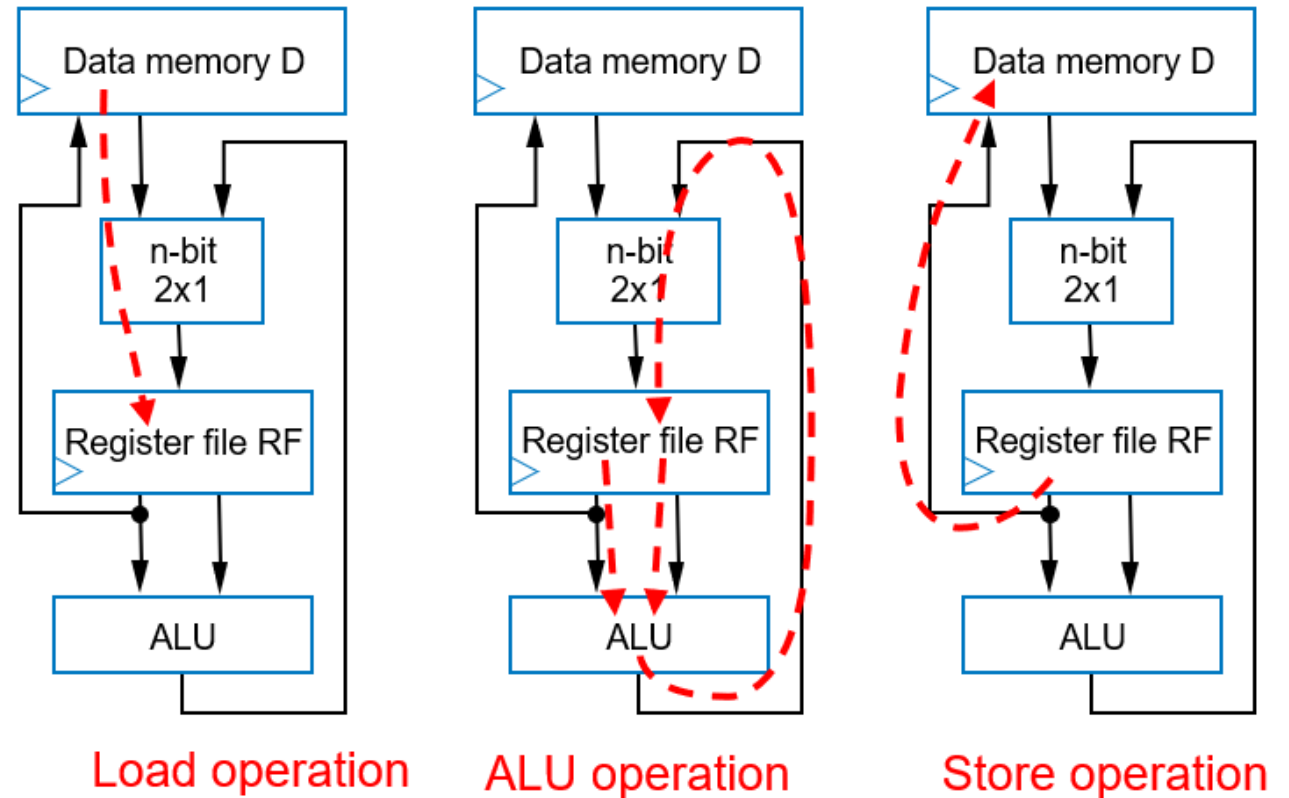 Data memory D
n-bit
2x1
Register file RF
ALU
Load operation
Data memory D
n-bit
2x1
Register file RF
ALU
ALU operation
Data memory D
n-bit
2x1
Register file RF
ALU
Store operation